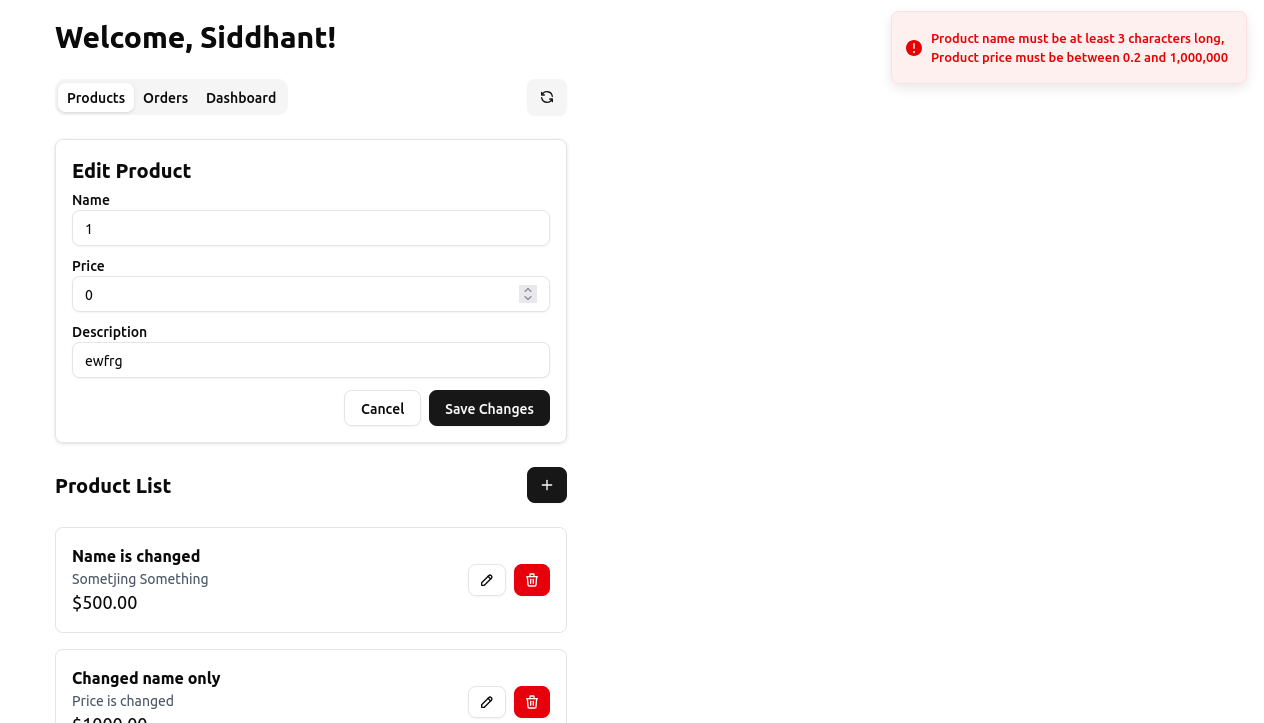 Welcome, Siddhant!
Product name must be at least 3 characters long,
Product price must be between 0.2 and 1,000,000
Products Orders Dashboard
Edit Product
Name
1
Price
0
Description
ewfrg
Cancel Save Changes
Product List
Name is changed
Sometjing Something
$500.00
Changed name only
Price is changed
$1000.00